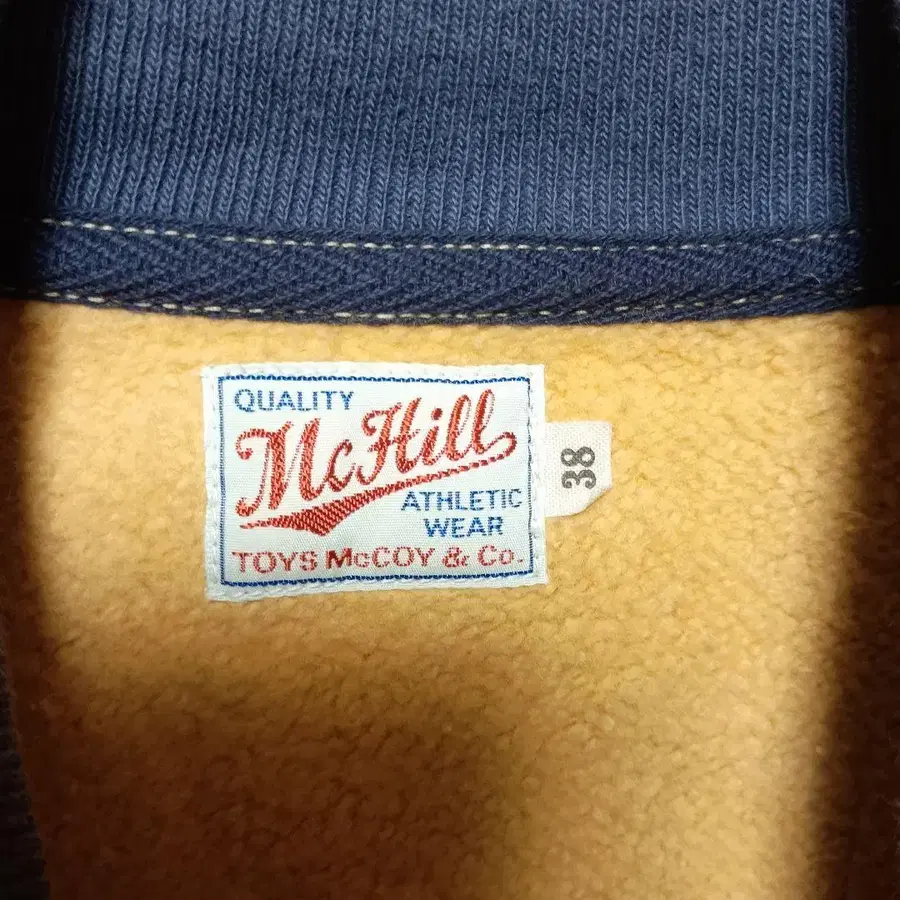 QUALITY
McHill
ATHLETIC
WEAR
TOYS McCOY & Co.
38